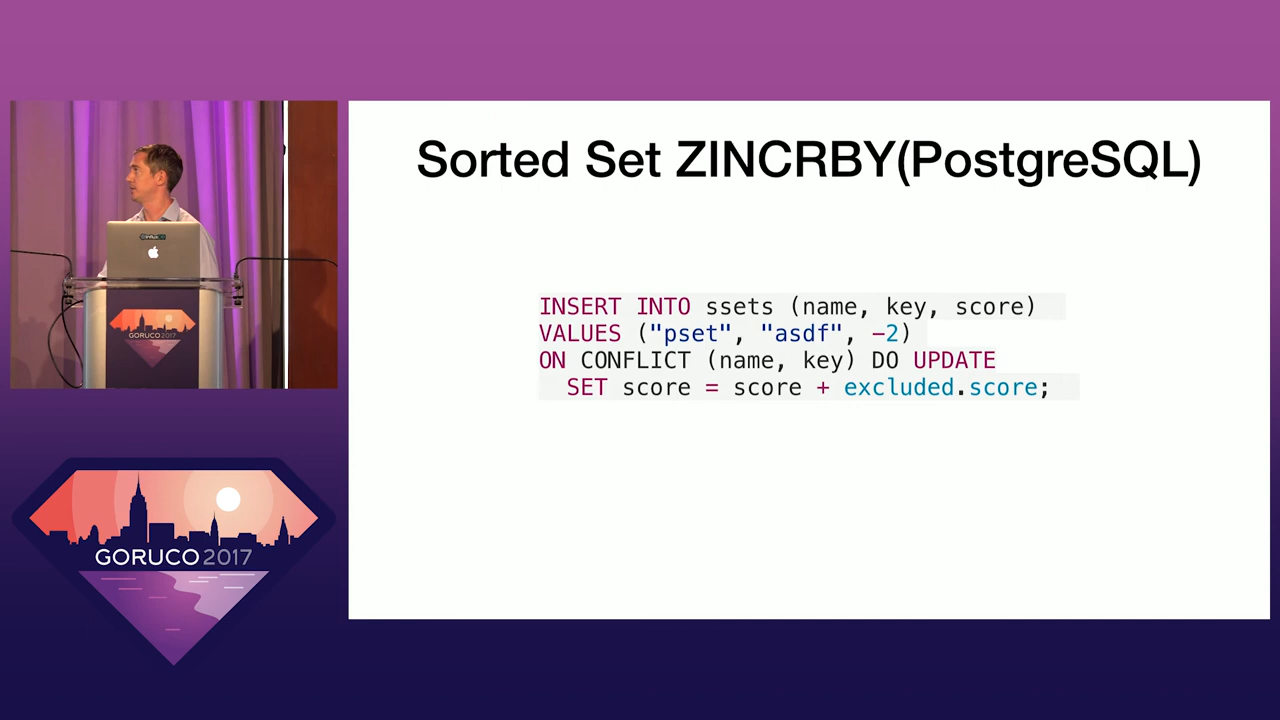 Sorted Set ZINCRBY(PostgreSQL)
INSERT INTO ssets (name, key, score)
VALUES ("pset", "asdf", -2)
ON CONFLICT (name, key) DO UPDATE
SET score = score + excluded.score;
GORUCO 2017
GORUCO 2017